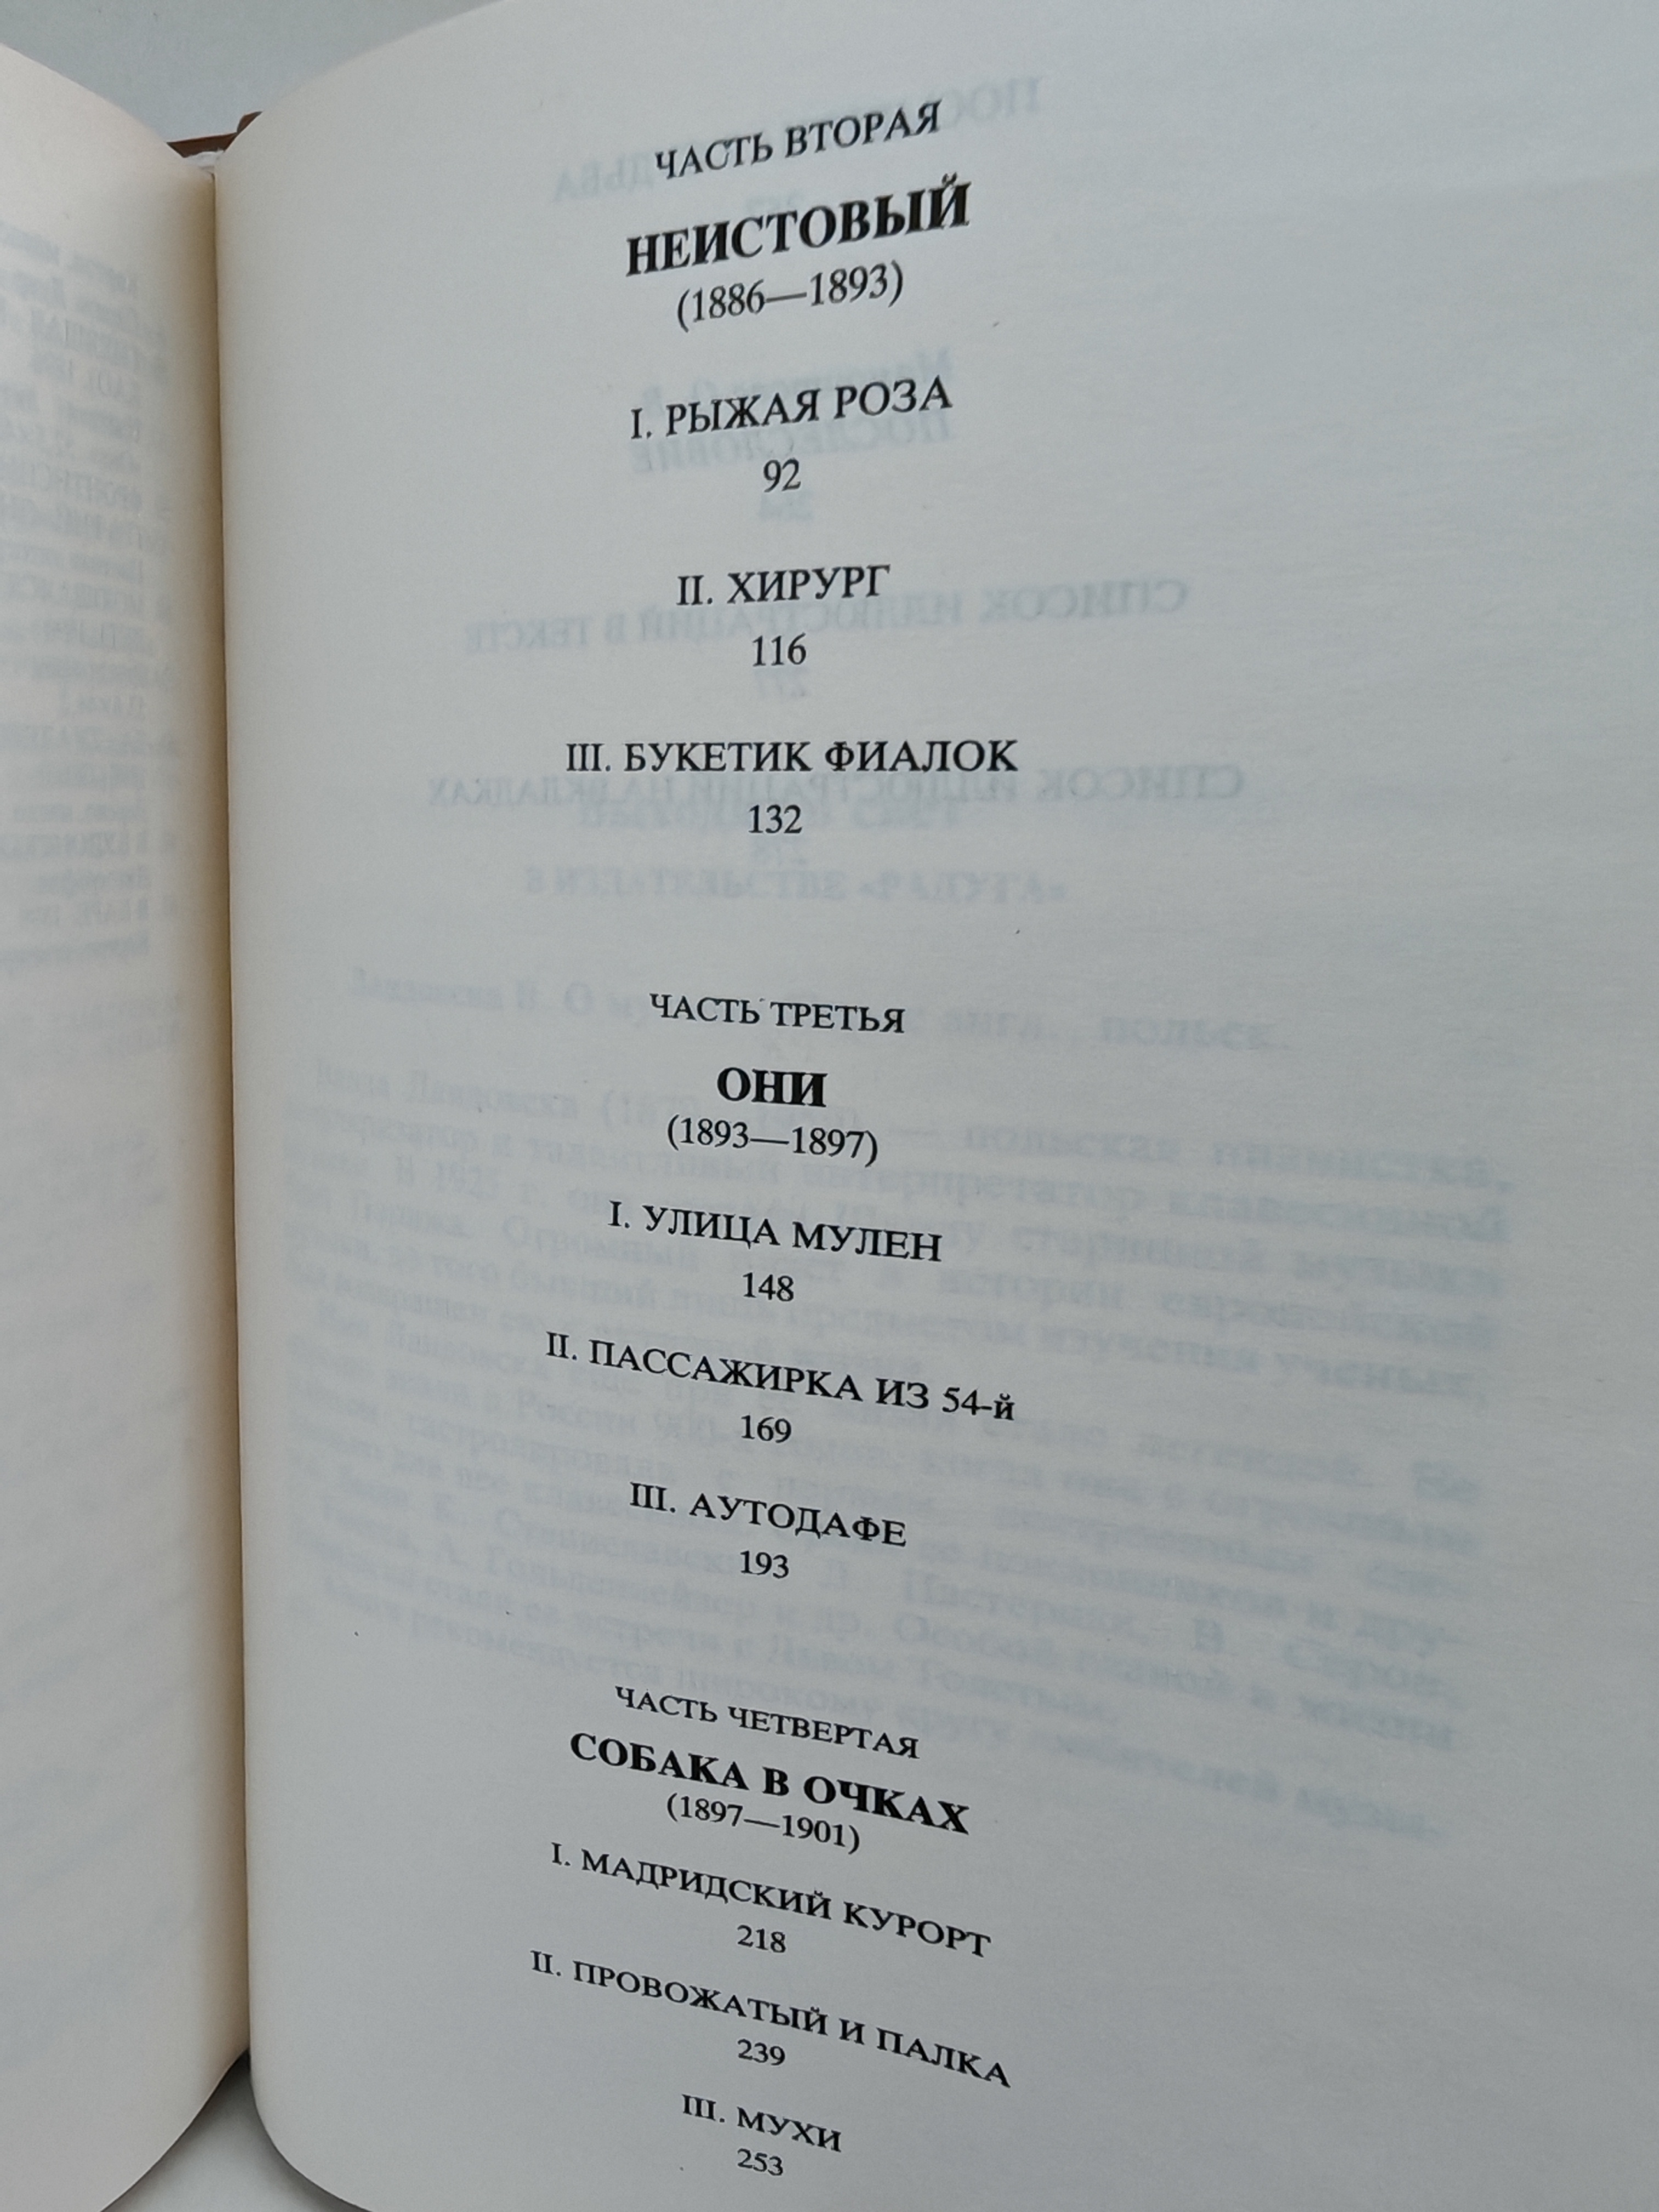 ЧАСТЬ ВТОРАЯ
НЕИСТОВЫЙ
(1886—1893)
I. РЫЖАЯ РОЗА
92
II. ХИРУРГ
116
III. БУКЕТИК ФИАЛОК
132
ЧАСТЬ ТРЕТЬЯ
ОНИ
(1893—1897)
I. УЛИЦА МУЛЕН
148
II. ПАССАЖИРКА ИЗ 54-й
169
III. АУТОДАФЕ
193
ЧАСТЬ ЧЕТВЕРТАЯ
СОБАКА В ОЧКАХ
(1897—1901)
I. МАДРИДСКИЙ КУРОРТ
218
II. ПРОВОЖАТЫЙ И ПАЛКА
239
III. МУХИ
253